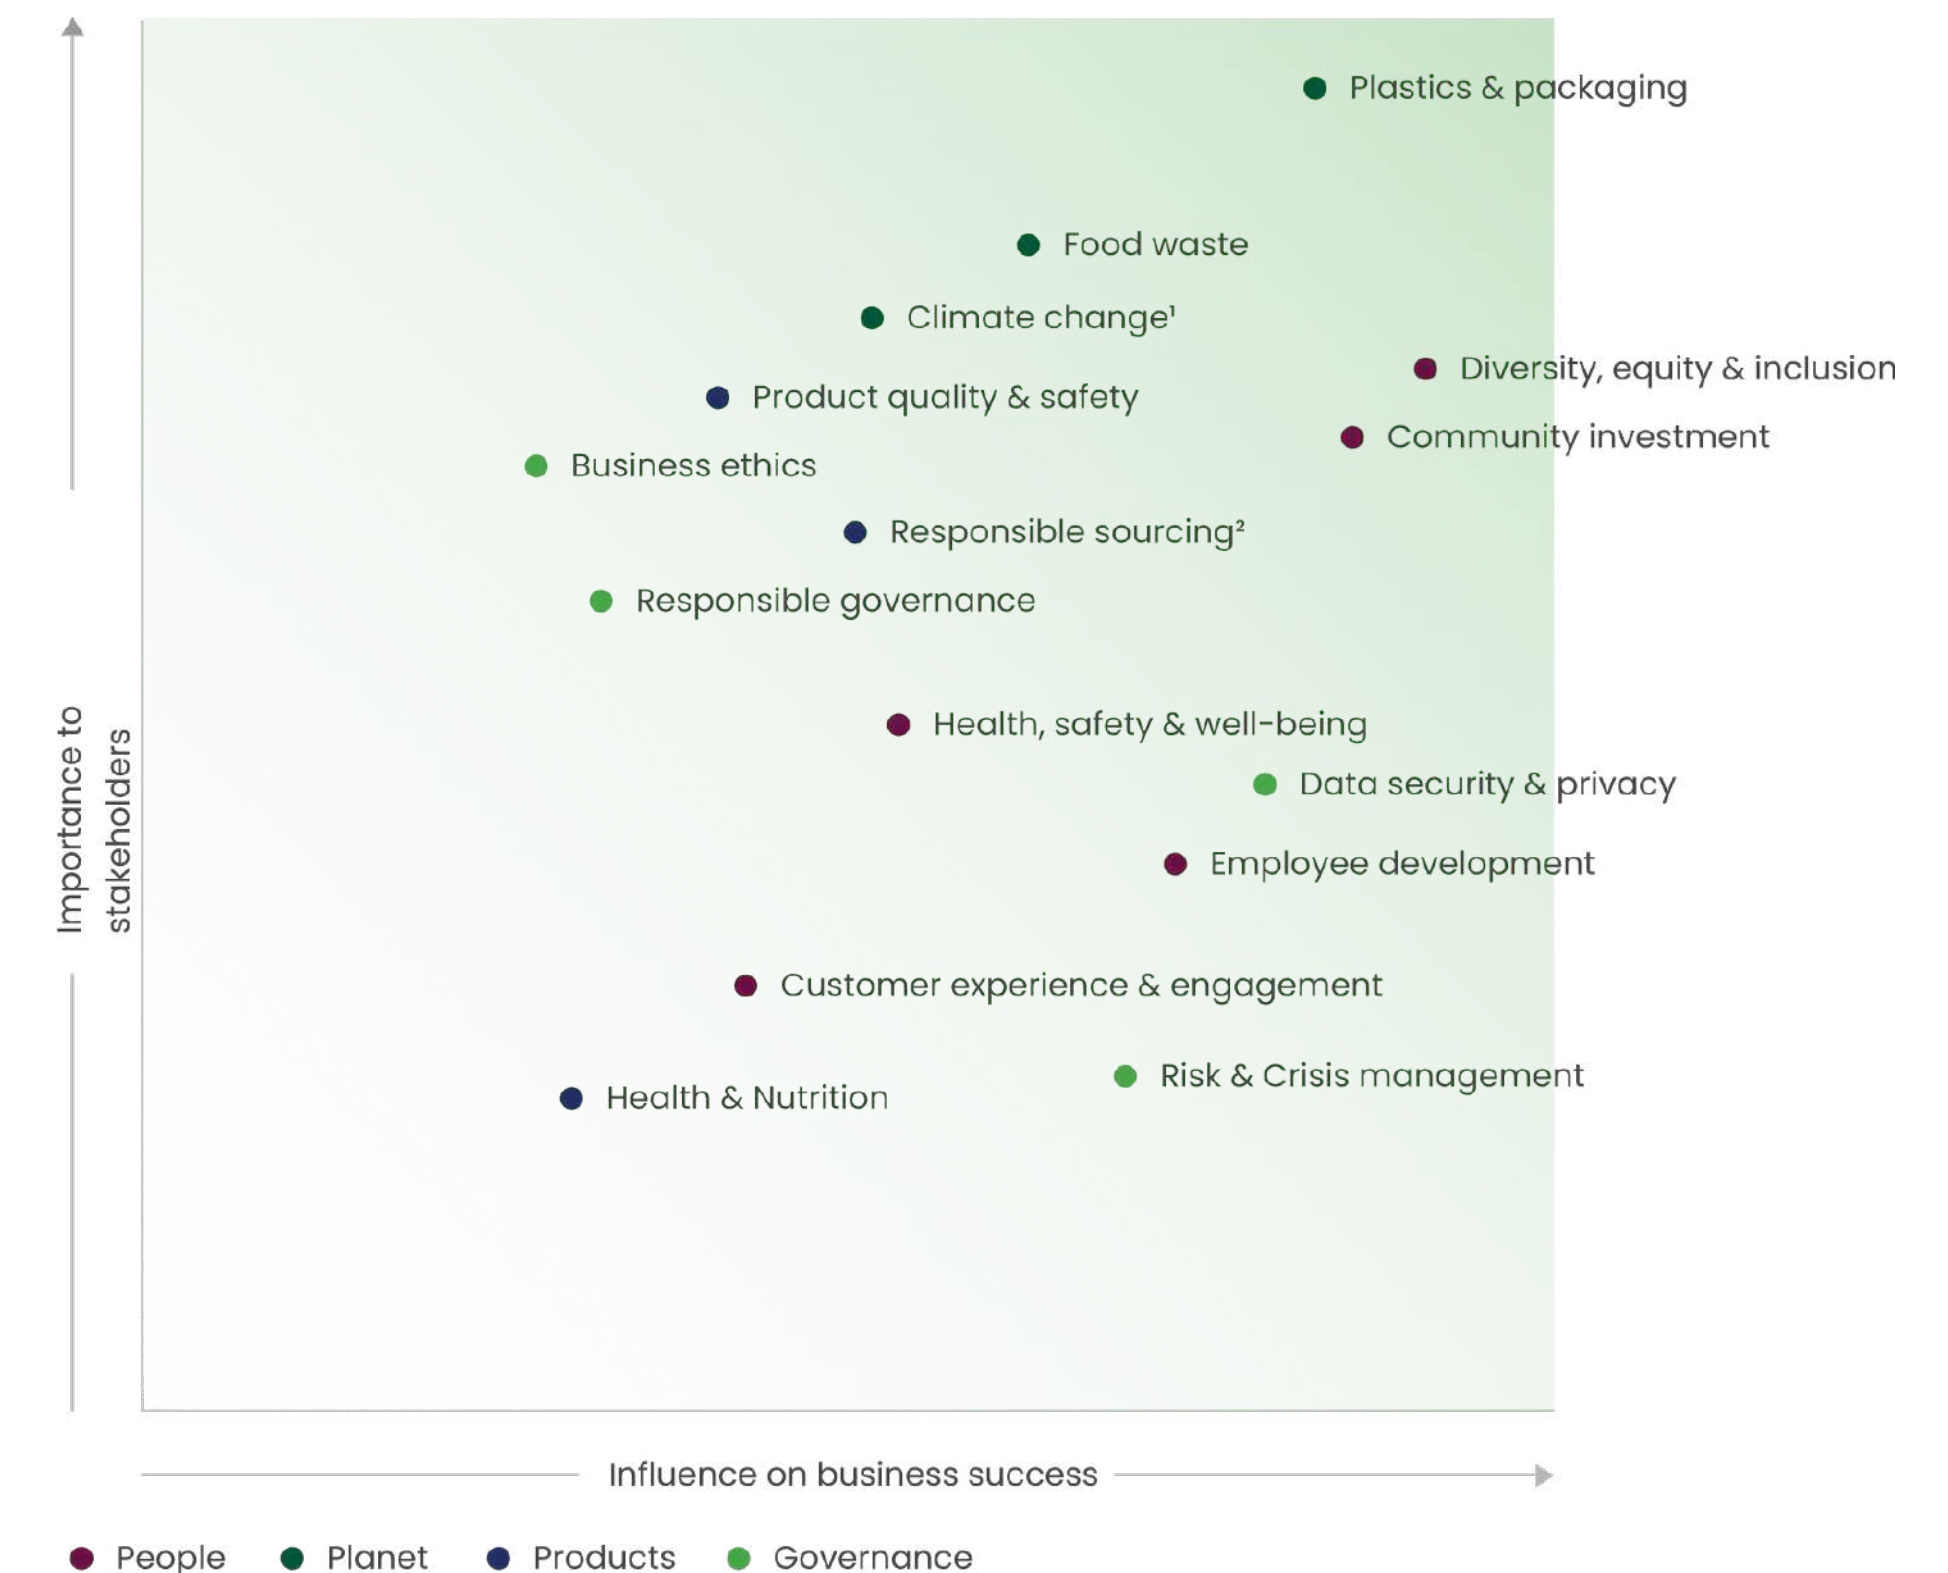 Plastics & packaging
Food waste
Climate change¹
Diversity, equity & inclusion
Product quality & safety
Community investment
Business ethics
Responsible sourcing²
Responsible governance
Importance to
stakeholders
Health, safety & well-being
Data security & privacy
Employee development
Customer experience & engagement
Risk & Crisis management
Health & Nutrition
Influence on business success
People
Planet
Products
Governance